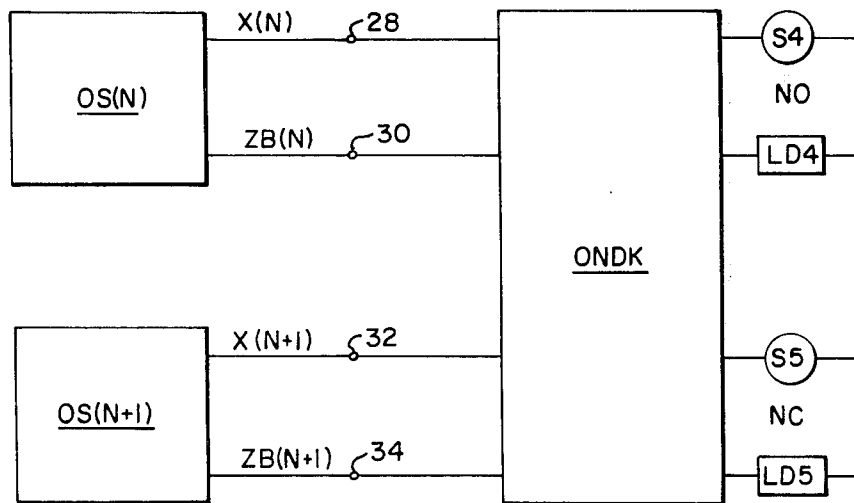 X(N) 28 S4
OS(N) NO
ZB(N) 30 LD4
ONDK
X(N+1) 32 S5
OS(N+1) NC
ZB(N+1) 34 LD5